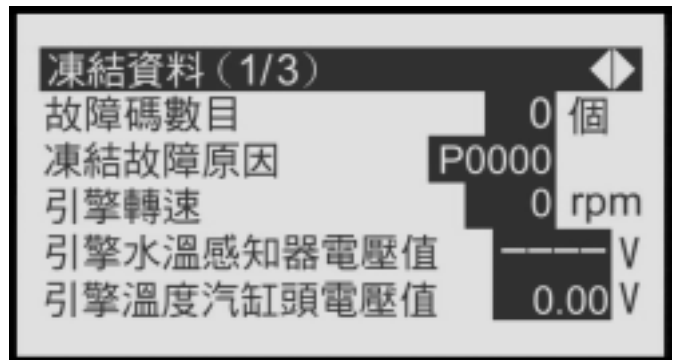 凍結資料（1/3）
故障碼數目 0 個
凍結故障原因 P0000
引擎轉速 0 rpm
引擎水溫感知器電壓值 ---- V
引擎溫度汽缸頭電壓值 0.00 V